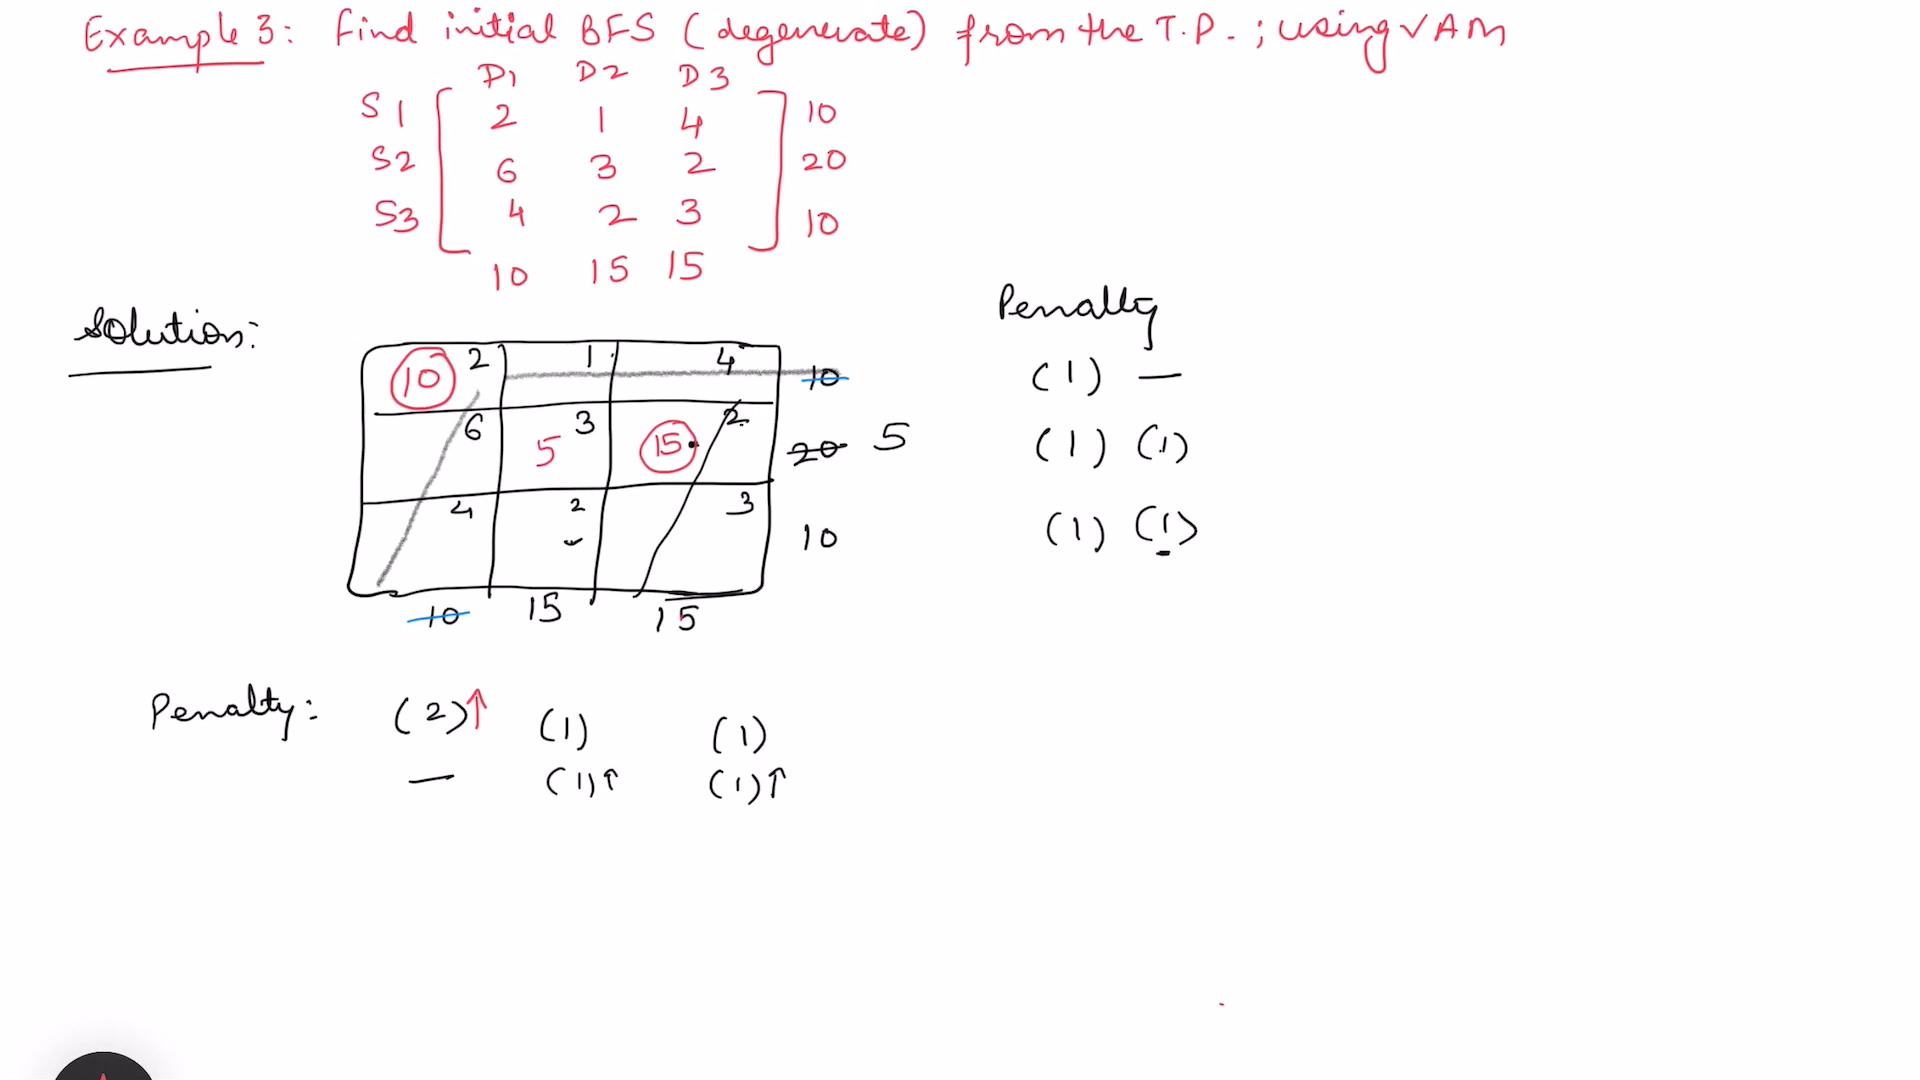 Example 3: Find initial BFS (degenerate) from the T.P. ; using VAM
D1 D2 D3
S1 2 1 4 10
S2 6 3 2 20
S3 4 2 3 10
10 15 15
Solution:
Penalty
10 2 1 4 10 (1) —
6 5 3 15 2 20 5 (1) (1)
4 2 3 10 (1) (1)
10 15 15
Penalty: (2)↑ (1) (1)
— (1)↑ (1)↑